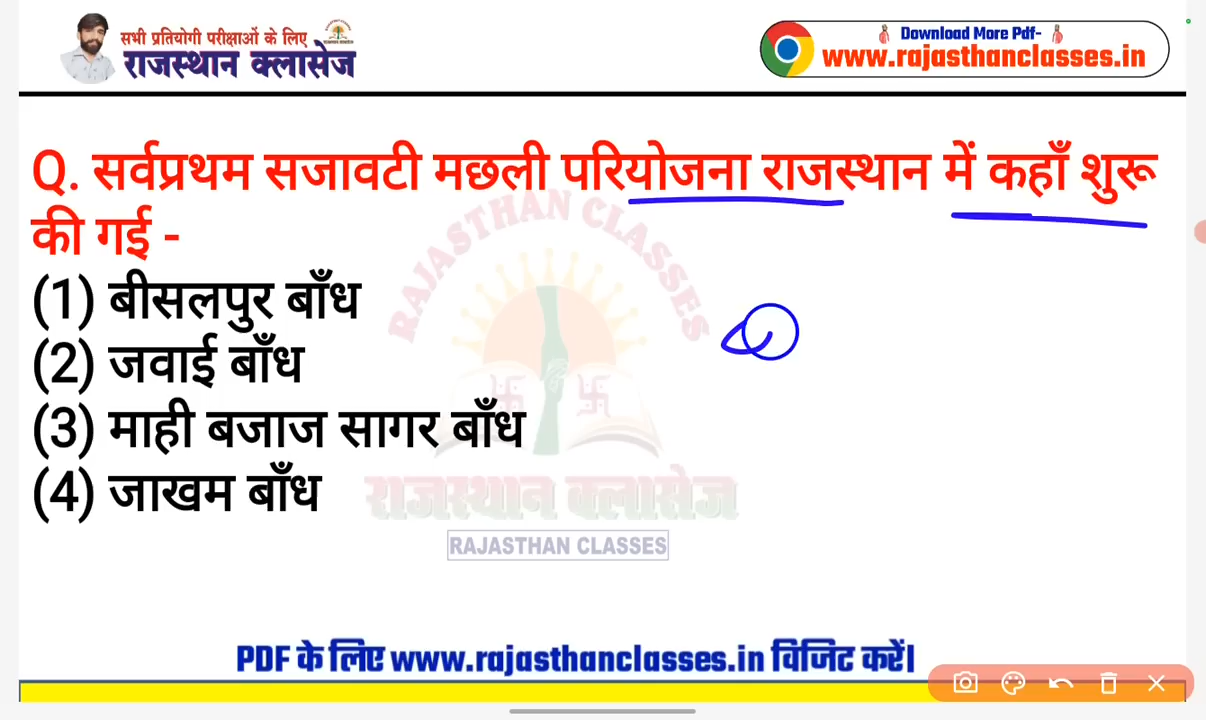 सभी प्रतियोगी परीक्षाओं के लिए
राजस्थान क्लासेज
Download More Pdf-
www.rajasthanclasses.in
Q. सर्वप्रथम सजावटी मछली परियोजना राजस्थान में कहाँ शुरू
की गई -
(1) बीसलपुर बाँध
(2) जवाई बाँध
(3) माही बजाज सागर बाँध
(4) जाखम बाँध
RAJASTHAN CLASSES
राजस्थान क्लासेज
RAJASTHAN CLASSES
PDF के लिए www.rajasthanclasses.in विजिट करें।